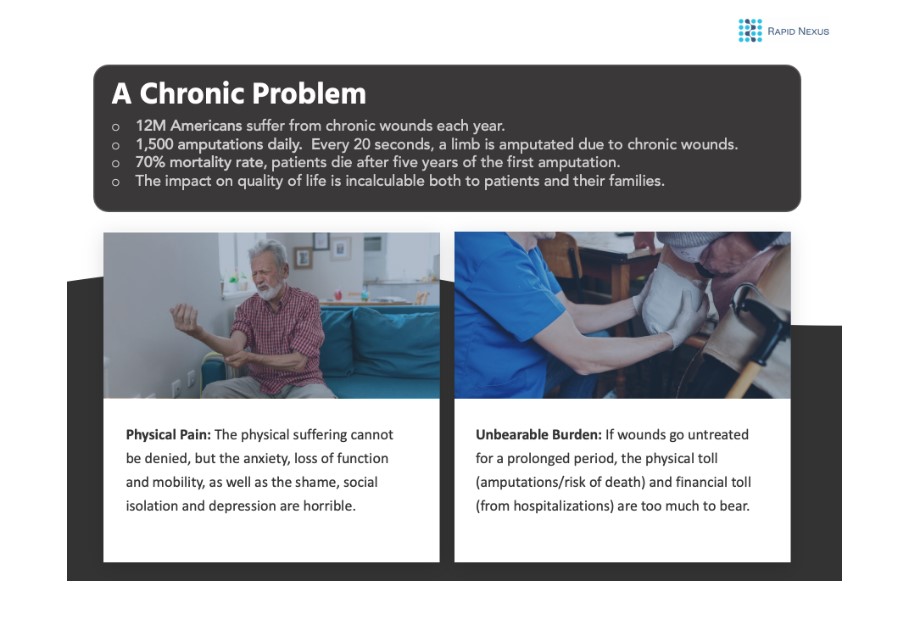 RAPID NEXUS
A Chronic Problem
o 12M Americans suffer from chronic wounds each year.
o 1,500 amputations daily.  Every 20 seconds, a limb is amputated due to chronic wounds.
o 70% mortality rate, patients die after five years of the first amputation.
o The impact on quality of life is incalculable both to patients and their families.
Physical Pain: The physical suffering cannot
be denied, but the anxiety, loss of function
and mobility, as well as the shame, social
isolation and depression are horrible.
Unbearable Burden: If wounds go untreated
for a prolonged period, the physical toll
(amputations/risk of death) and financial toll
(from hospitalizations) are too much to bear.